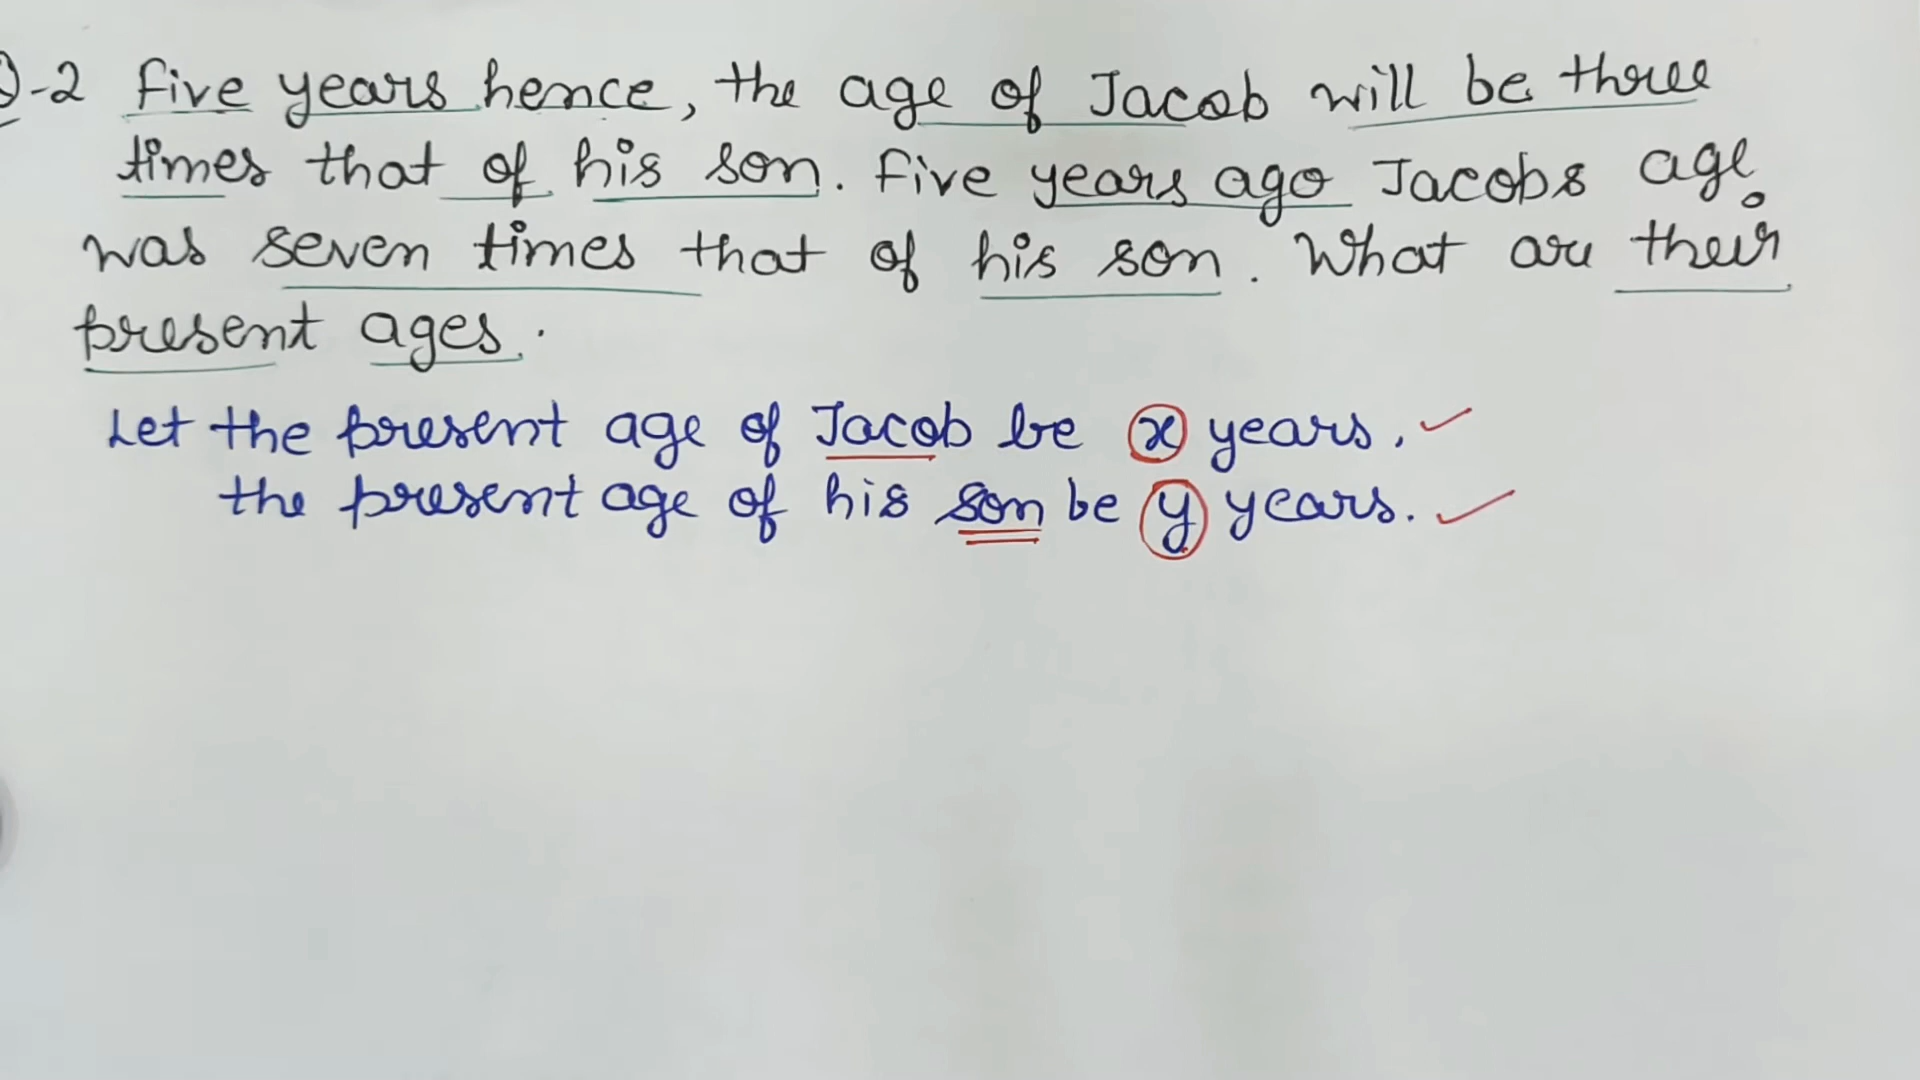 Q-2 Five years hence, the age of Jacob will be three
times that of his son. Five years ago Jacobs age
was seven times that of his son. What are their
present ages.
Let the present age of Jacob be x years.
the present age of his son be y years.